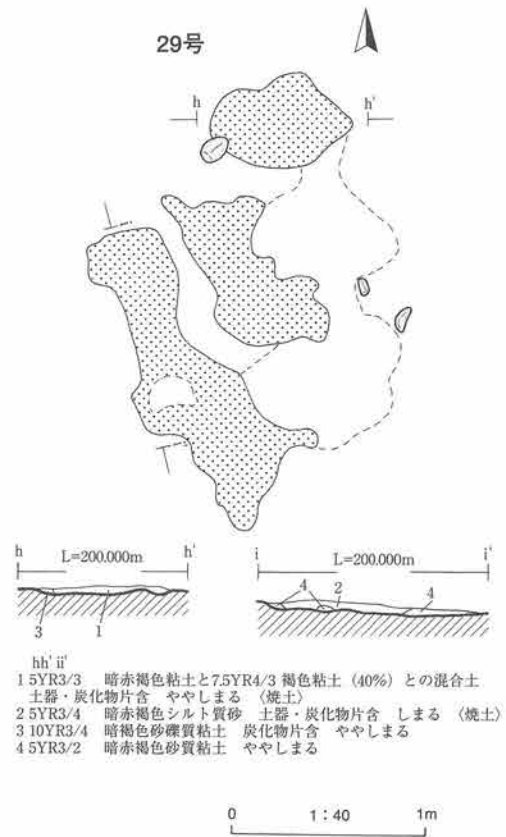 29号
h h'
h L=200.000m h'
3 1
i L=200.000m i'
4 2 4
hh' ii'
1 5YR3/3 暗赤褐色粘土と7.5YR4/3 褐色粘土（40%）との混合土
土器・炭化物片含 ややしまる 〈焼土〉
2 5YR3/4 暗赤褐色シルト質砂 土器・炭化物片含 しまる 〈焼土〉
3 10YR3/4 暗褐色砂礫質粘土 炭化物片含 ややしまる
4 5YR3/2 暗赤褐色砂質粘土 ややしまる
0 1：40 1m